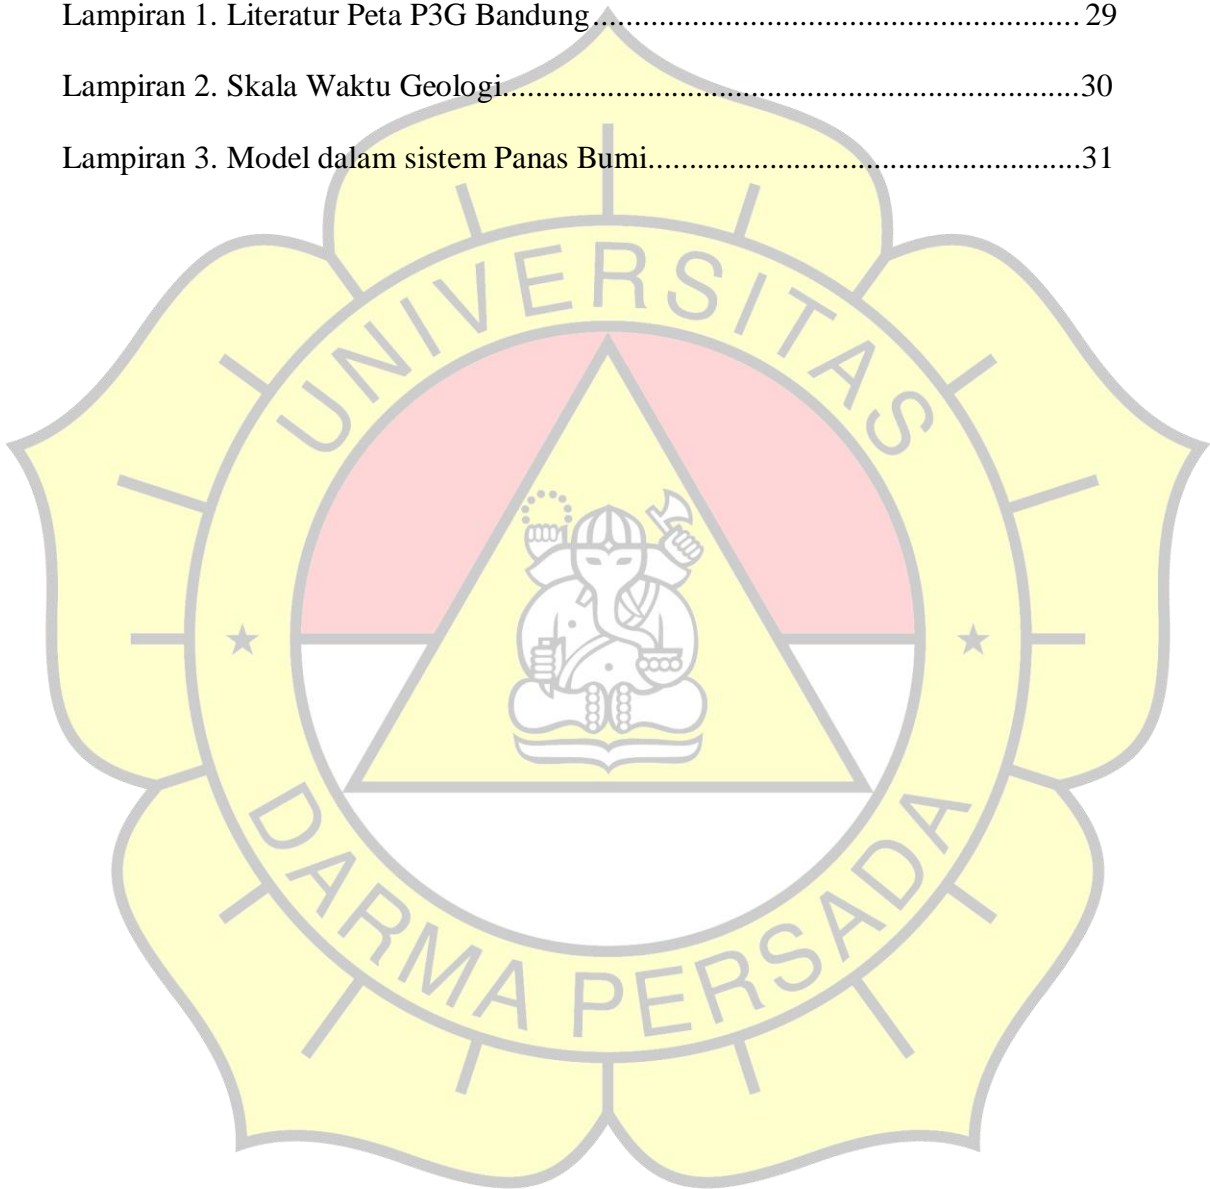 Lampiran 1. Literatur Peta P3G Bandung............................................................ 29
Lampiran 2. Skala Waktu Geologi.......................................................................30
Lampiran 3. Model dalam sistem Panas Bumi.....................................................31
UNIVERSITAS
DARMA PERSADA